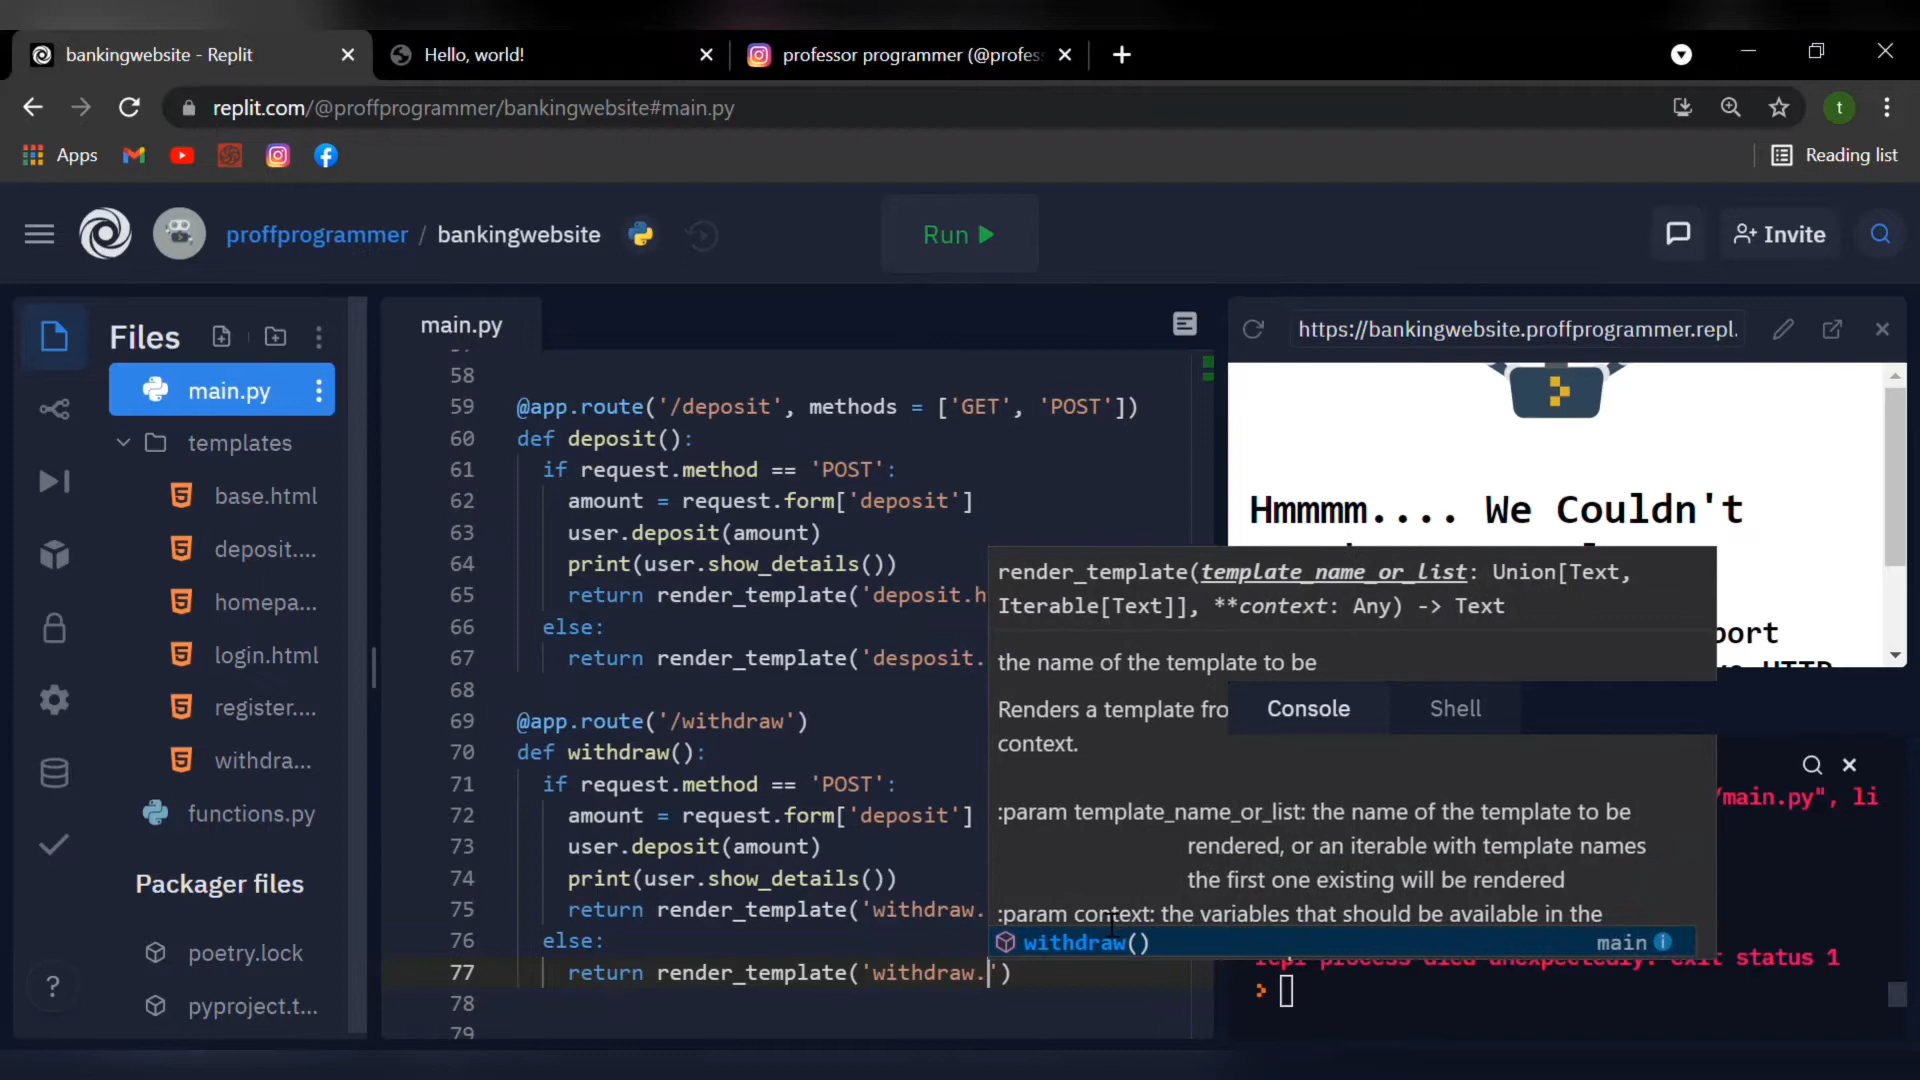 bankingwebsite - Replit
Hello, world!
professor programmer (@profes
replit.com/@proffprogrammer/bankingwebsite#main.py
t
Apps
Reading list
proffprogrammer / bankingwebsite
Run
Invite
Files
main.py
templates
base.html
deposit....
homepa...
login.html
register....
withdra...
functions.py
Packager files
poetry.lock
pyproject.t...
?
main.py
58
59 @app.route('/deposit', methods = ['GET', 'POST'])
60 def deposit():
61 if request.method == 'POST':
62 amount = request.form['deposit']
63 user.deposit(amount)
64 print(user.show_details())
65 return render_template('deposit.h
66 else:
67 return render_template('desposit.
68
69 @app.route('/withdraw')
70 def withdraw():
71 if request.method == 'POST':
72 amount = request.form['deposit']
73 user.deposit(amount)
74 print(user.show_details())
75 return render_template('withdraw.
76 else:
77 return render_template('withdraw.')
78
79
render_template(template_name_or_list: Union[Text,
Iterable[Text]], **context: Any) -> Text
the name of the template to be
Renders a template fro
context.
:param template_name_or_list: the name of the template to be
rendered, or an iterable with template names
the first one existing will be rendered
:param context: the variables that should be available in the
withdraw() main
https://bankingwebsite.proffprogrammer.repl.
Hmmmm.... We Couldn't
port
HTTP
Console
Shell
/main.py", li
repl process died unexpectedly: exit status 1